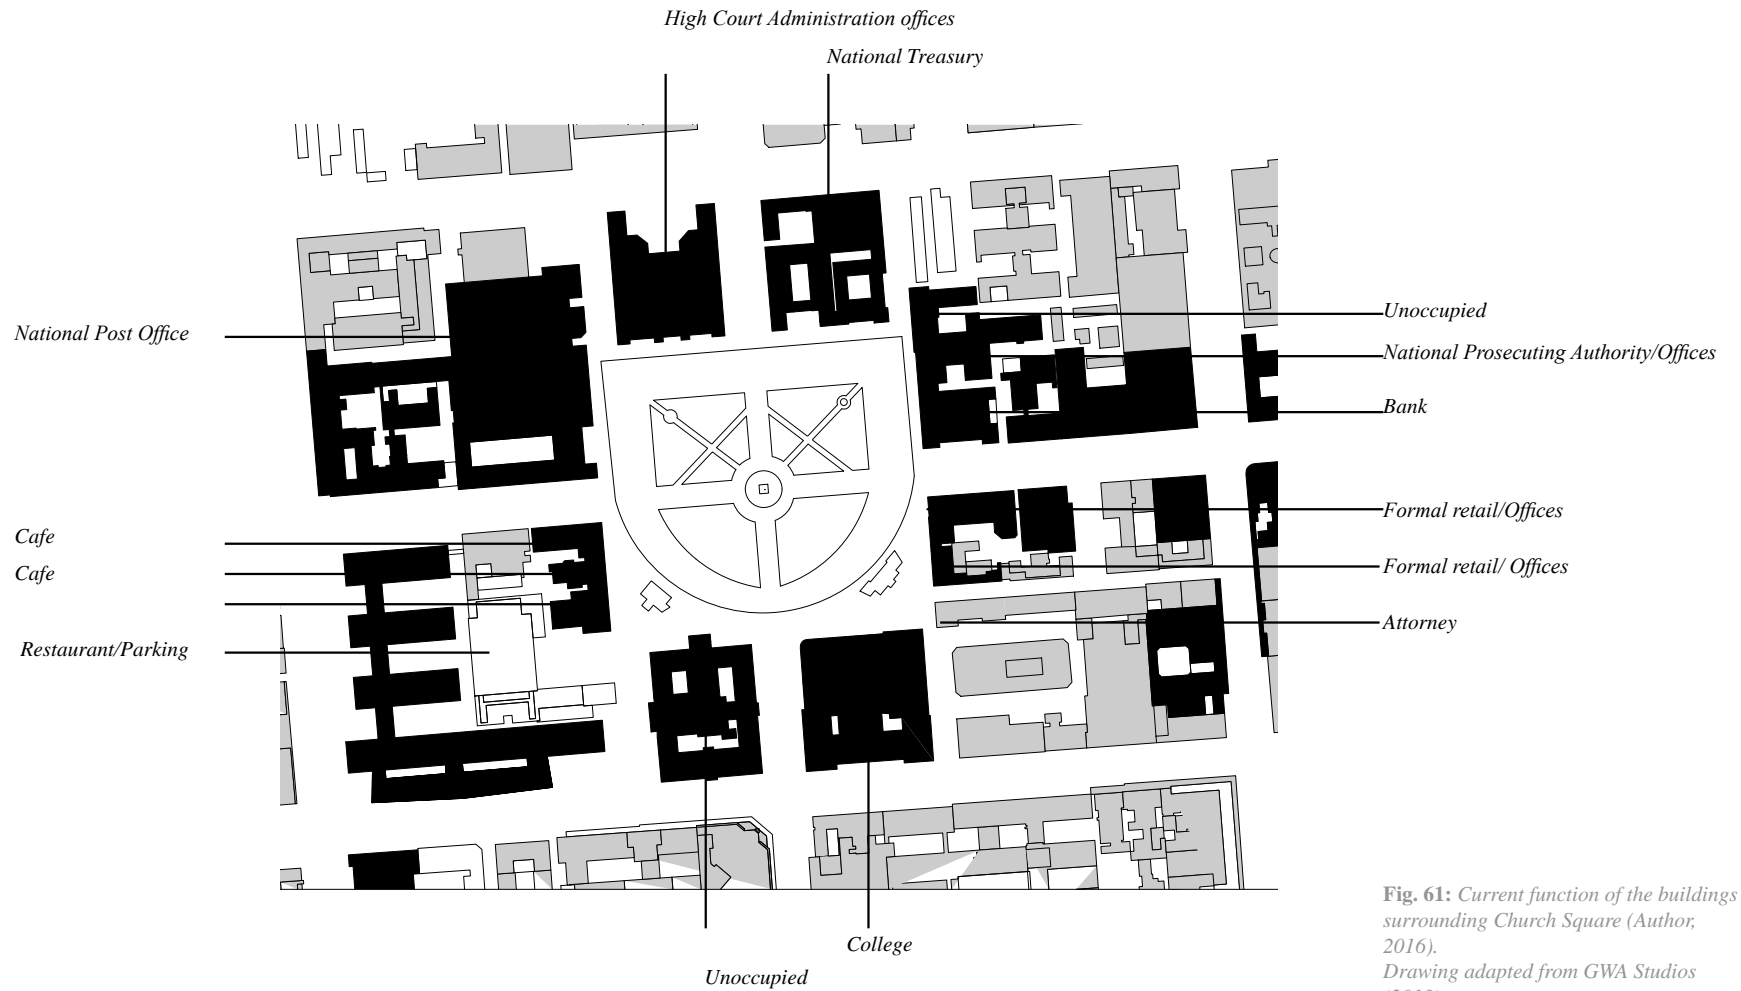 High Court Administration offices
National Treasury
National Post Office
Cafe
Cafe
Restaurant/Parking
Unoccupied
National Prosecuting Authority/Offices
Bank
Formal retail/Offices
Formal retail/ Offices
Attorney
College
Unoccupied
Fig. 61: Current function of the buildings
surrounding Church Square (Author,
2016).
Drawing adapted from GWA Studios